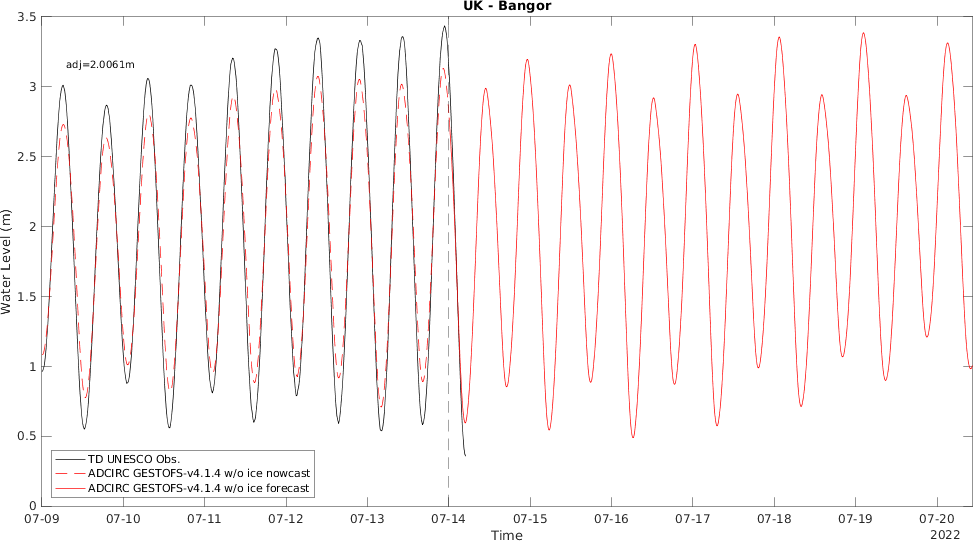 UK - Bangor
adj=2.0061m
Water Level (m)
3.5
3
2.5
2
1.5
1
0.5
0
TD UNESCO Obs.
ADCIRC GESTOFS-v4.1.4 w/o ice nowcast
ADCIRC GESTOFS-v4.1.4 w/o ice forecast
07-09 07-10 07-11 07-12 07-13 07-14 07-15 07-16 07-17 07-18 07-19 07-20
Time
2022